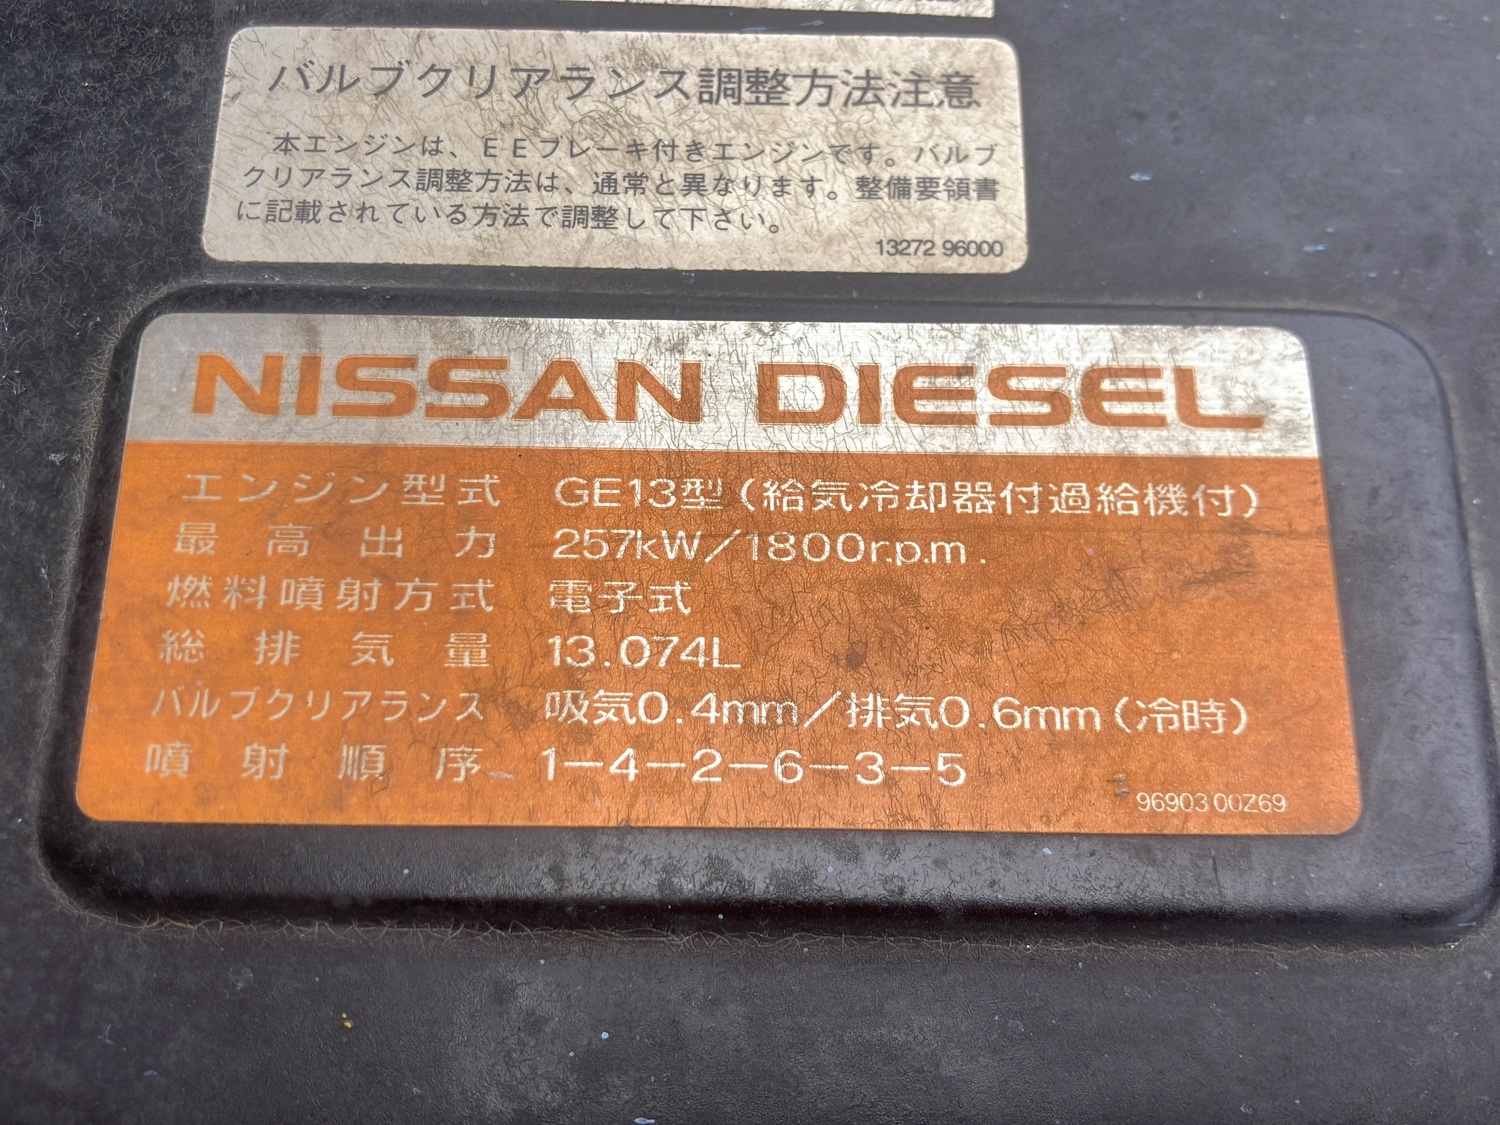 バルブクリアランス調整方法注意
本エンジンは、EEブレーキ付きエンジンです。バルブ
クリアランス調整方法は、通常と異なります。整備要領書
に記載されている方法で調整して下さい。
13272 96000
NISSAN DIESEL
エンジン型式 GE13型(給気冷却器付過給機付)
最高出力 257kW/1800r.p.m.
燃料噴射方式 電子式
総排気量 13.074L
バルブクリアランス 吸気0.4mm/排気0.6mm(冷時)
噴射順序 1-4-2-6-3-5
96903 00Z69